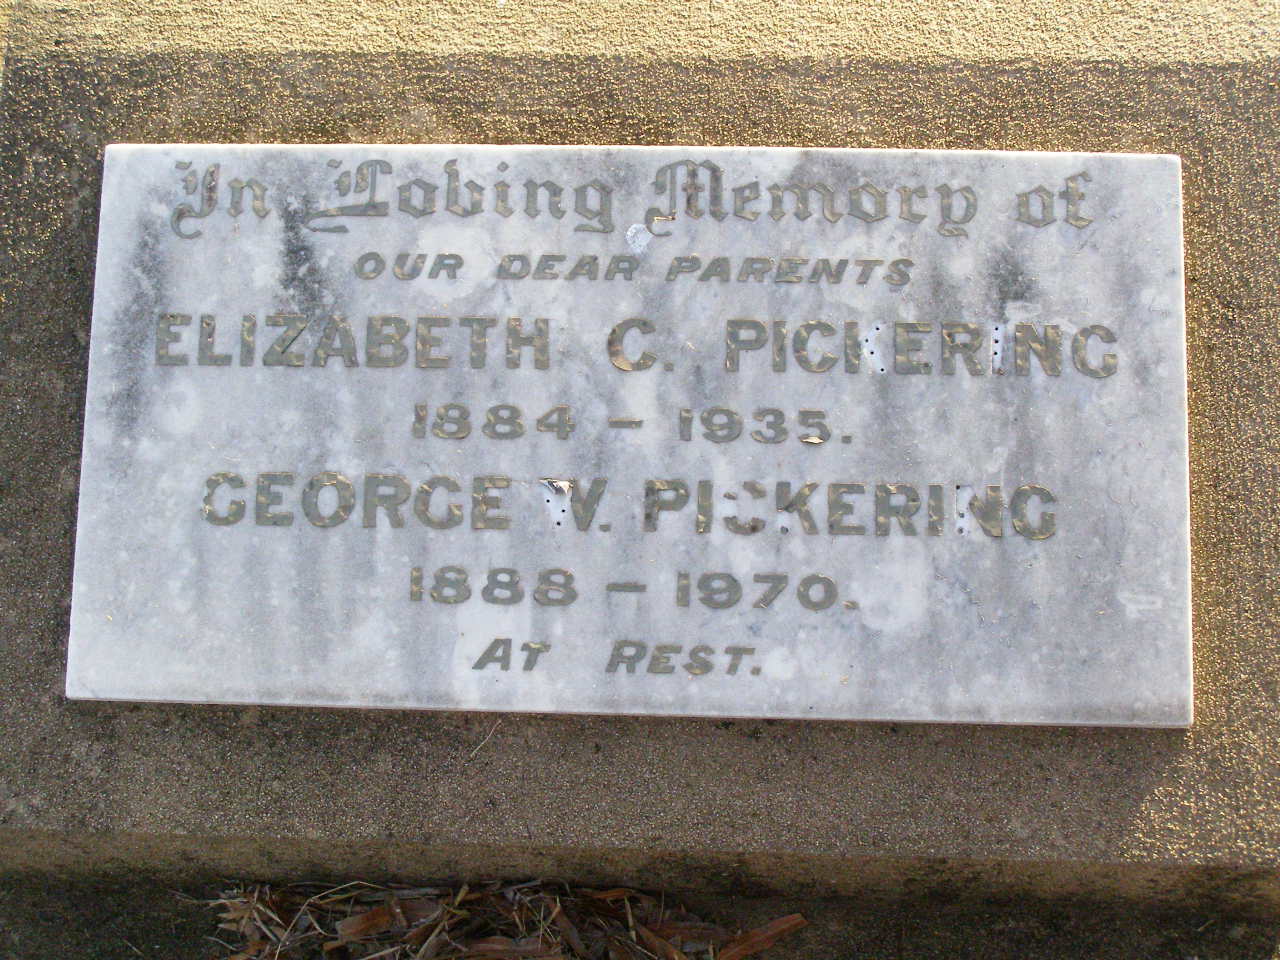 In Loving Memory of
OUR DEAR PARENTS
ELIZABETH C. PICKERING
1884 – 1935.
GEORGE W. PICKERING
1888 – 1970.
AT REST.